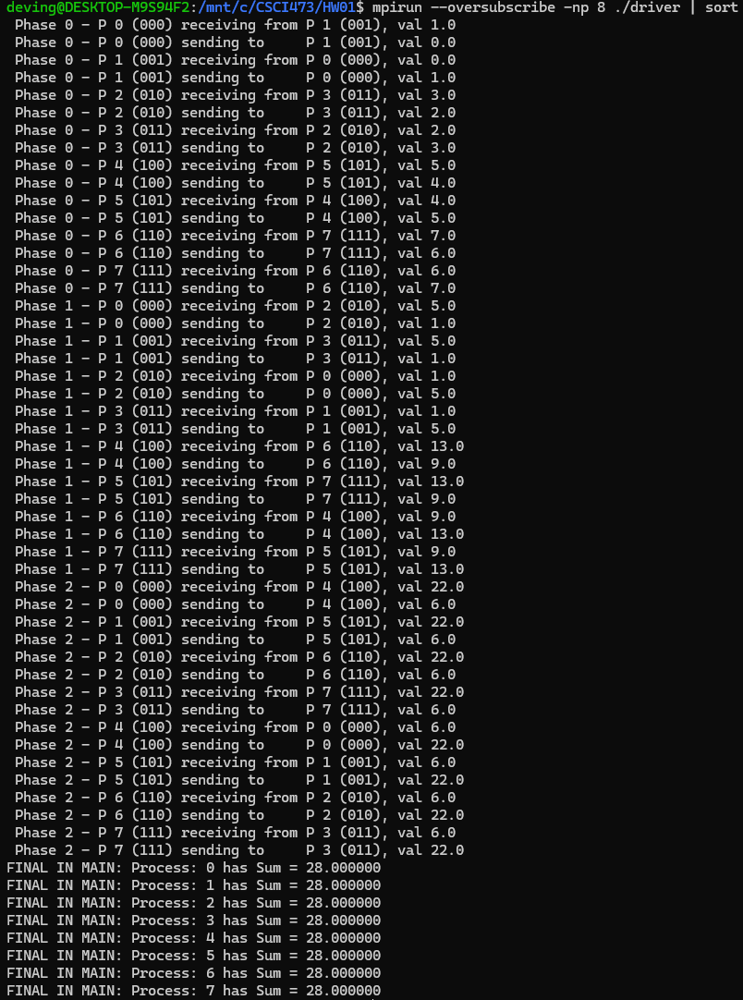 deving@DESKTOP-M9S94F2:/mnt/c/CSCI473/HW01$ mpirun --oversubscribe -np 8 ./driver | sort
Phase 0 - P 0 (000) receiving from P 1 (001), val 1.0
Phase 0 - P 0 (000) sending to     P 1 (001), val 0.0
Phase 0 - P 1 (001) receiving from P 0 (000), val 0.0
Phase 0 - P 1 (001) sending to     P 0 (000), val 1.0
Phase 0 - P 2 (010) receiving from P 3 (011), val 3.0
Phase 0 - P 2 (010) sending to     P 3 (011), val 2.0
Phase 0 - P 3 (011) receiving from P 2 (010), val 2.0
Phase 0 - P 3 (011) sending to     P 2 (010), val 3.0
Phase 0 - P 4 (100) receiving from P 5 (101), val 5.0
Phase 0 - P 4 (100) sending to     P 5 (101), val 4.0
Phase 0 - P 5 (101) receiving from P 4 (100), val 4.0
Phase 0 - P 5 (101) sending to     P 4 (100), val 5.0
Phase 0 - P 6 (110) receiving from P 7 (111), val 7.0
Phase 0 - P 6 (110) sending to     P 7 (111), val 6.0
Phase 0 - P 7 (111) receiving from P 6 (110), val 6.0
Phase 0 - P 7 (111) sending to     P 6 (110), val 7.0
Phase 1 - P 0 (000) receiving from P 2 (010), val 5.0
Phase 1 - P 0 (000) sending to     P 2 (010), val 1.0
Phase 1 - P 1 (001) receiving from P 3 (011), val 5.0
Phase 1 - P 1 (001) sending to     P 3 (011), val 1.0
Phase 1 - P 2 (010) receiving from P 0 (000), val 1.0
Phase 1 - P 2 (010) sending to     P 0 (000), val 5.0
Phase 1 - P 3 (011) receiving from P 1 (001), val 1.0
Phase 1 - P 3 (011) sending to     P 1 (001), val 5.0
Phase 1 - P 4 (100) receiving from P 6 (110), val 13.0
Phase 1 - P 4 (100) sending to     P 6 (110), val 9.0
Phase 1 - P 5 (101) receiving from P 7 (111), val 13.0
Phase 1 - P 5 (101) sending to     P 7 (111), val 9.0
Phase 1 - P 6 (110) receiving from P 4 (100), val 9.0
Phase 1 - P 6 (110) sending to     P 4 (100), val 13.0
Phase 1 - P 7 (111) receiving from P 5 (101), val 9.0
Phase 1 - P 7 (111) sending to     P 5 (101), val 13.0
Phase 2 - P 0 (000) receiving from P 4 (100), val 22.0
Phase 2 - P 0 (000) sending to     P 4 (100), val 6.0
Phase 2 - P 1 (001) receiving from P 5 (101), val 22.0
Phase 2 - P 1 (001) sending to     P 5 (101), val 6.0
Phase 2 - P 2 (010) receiving from P 6 (110), val 22.0
Phase 2 - P 2 (010) sending to     P 6 (110), val 6.0
Phase 2 - P 3 (011) receiving from P 7 (111), val 22.0
Phase 2 - P 3 (011) sending to     P 7 (111), val 6.0
Phase 2 - P 4 (100) receiving from P 0 (000), val 6.0
Phase 2 - P 4 (100) sending to     P 0 (000), val 22.0
Phase 2 - P 5 (101) receiving from P 1 (001), val 6.0
Phase 2 - P 5 (101) sending to     P 1 (001), val 22.0
Phase 2 - P 6 (110) receiving from P 2 (010), val 6.0
Phase 2 - P 6 (110) sending to     P 2 (010), val 22.0
Phase 2 - P 7 (111) receiving from P 3 (011), val 6.0
Phase 2 - P 7 (111) sending to     P 3 (011), val 22.0
FINAL IN MAIN: Process: 0 has Sum = 28.000000
FINAL IN MAIN: Process: 1 has Sum = 28.000000
FINAL IN MAIN: Process: 2 has Sum = 28.000000
FINAL IN MAIN: Process: 3 has Sum = 28.000000
FINAL IN MAIN: Process: 4 has Sum = 28.000000
FINAL IN MAIN: Process: 5 has Sum = 28.000000
FINAL IN MAIN: Process: 6 has Sum = 28.000000
FINAL IN MAIN: Process: 7 has Sum = 28.000000